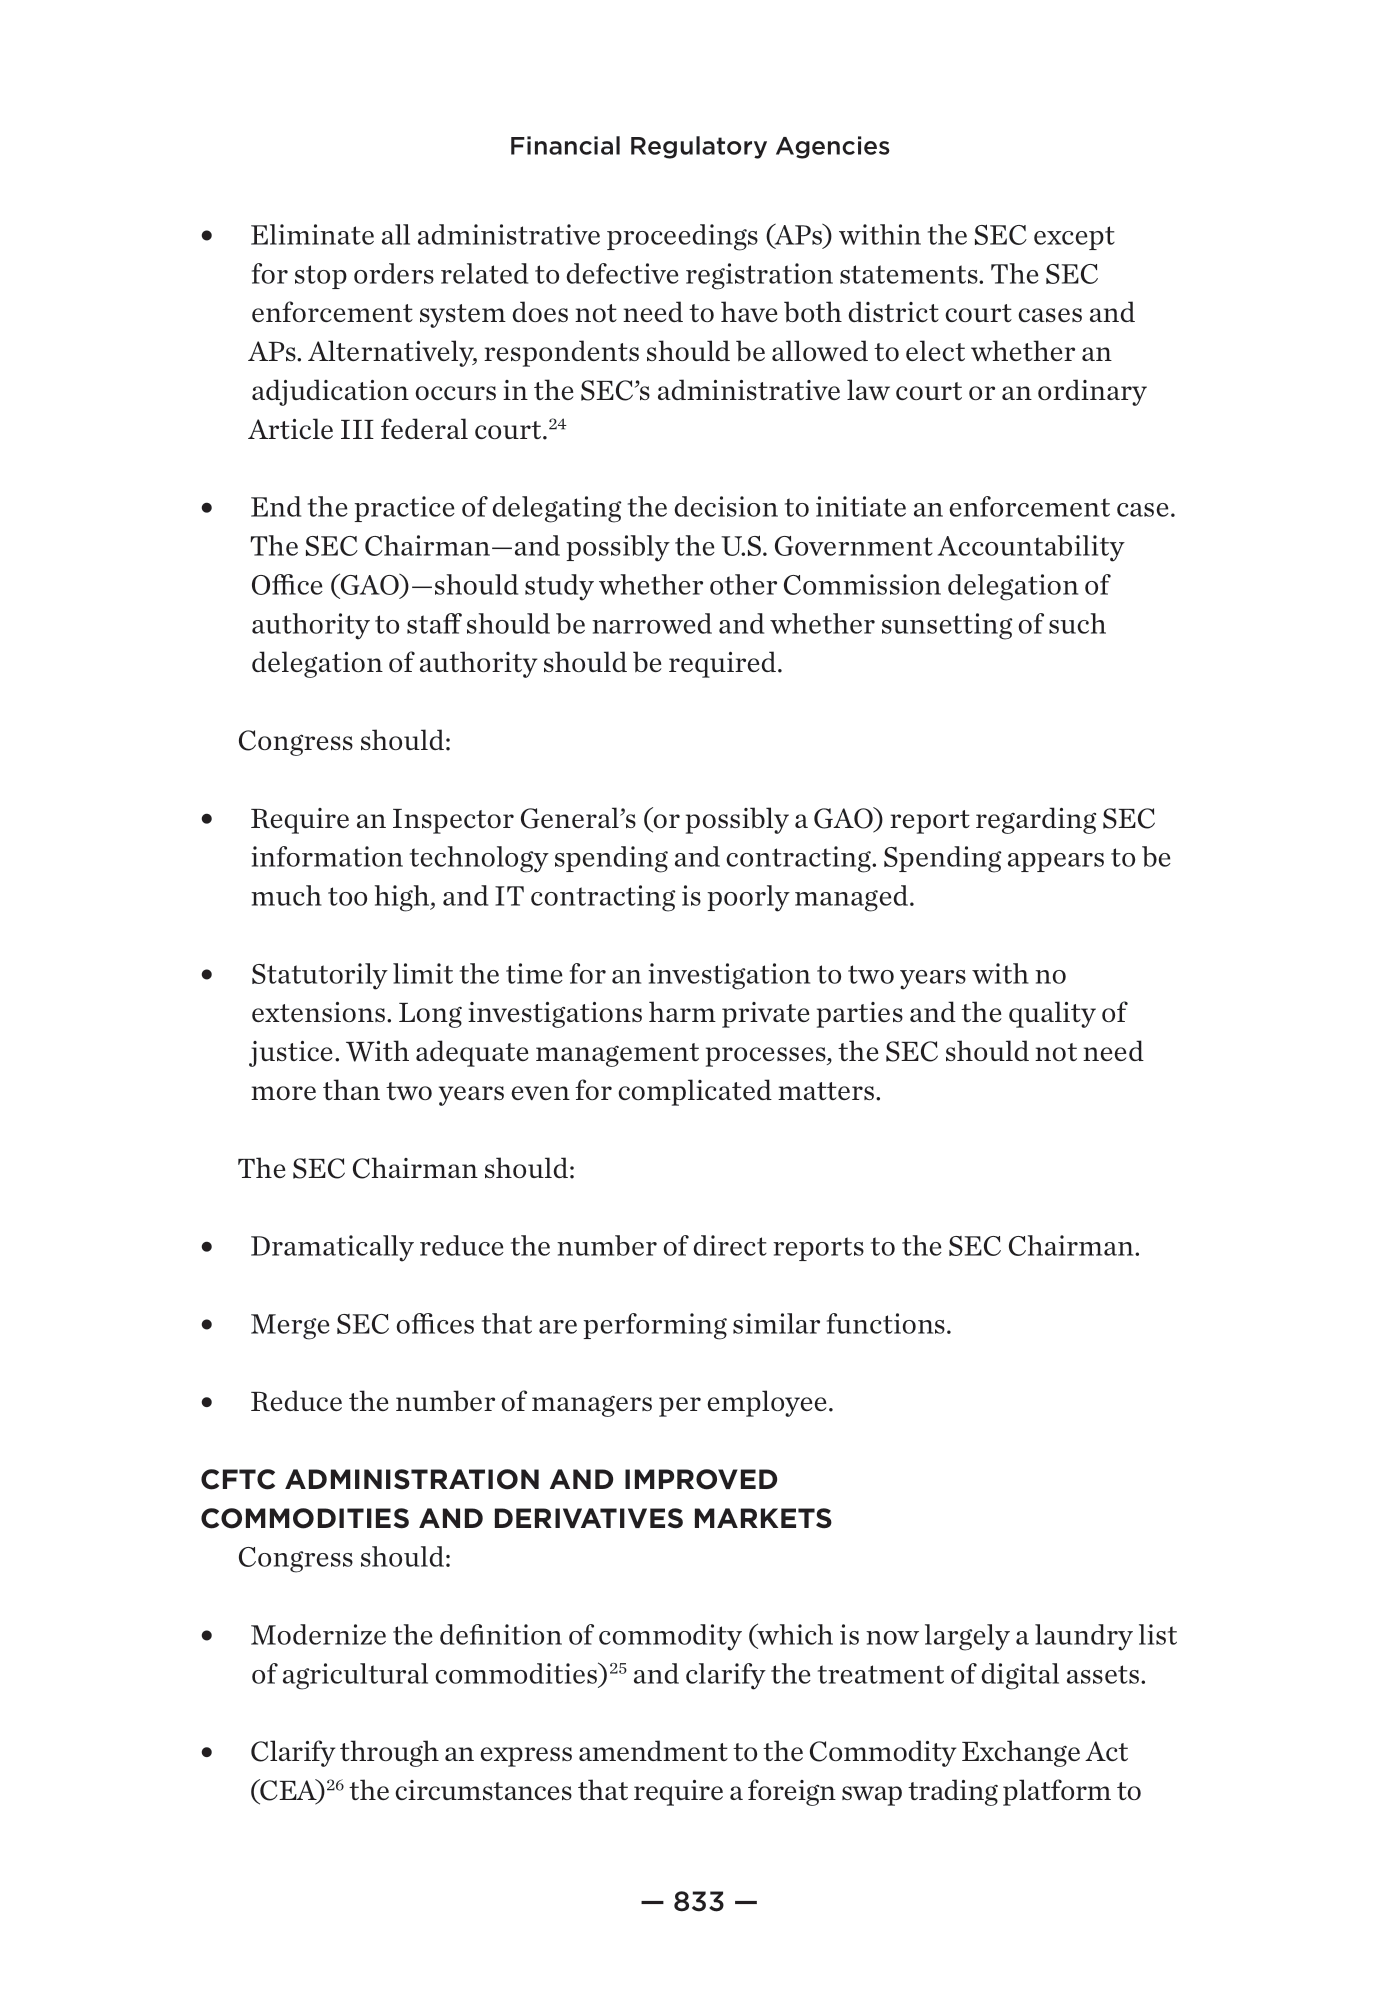 Financial Regulatory Agencies
• Eliminate all administrative proceedings (APs) within the SEC except
for stop orders related to defective registration statements. The SEC
enforcement system does not need to have both district court cases and
APs. Alternatively, respondents should be allowed to elect whether an
adjudication occurs in the SEC’s administrative law court or an ordinary
Article III federal court.24
• End the practice of delegating the decision to initiate an enforcement case.
The SEC Chairman—and possibly the U.S. Government Accountability
Office (GAO)—should study whether other Commission delegation of
authority to staff should be narrowed and whether sunsetting of such
delegation of authority should be required.
Congress should:
• Require an Inspector General’s (or possibly a GAO) report regarding SEC
information technology spending and contracting. Spending appears to be
much too high, and IT contracting is poorly managed.
• Statutorily limit the time for an investigation to two years with no
extensions. Long investigations harm private parties and the quality of
justice. With adequate management processes, the SEC should not need
more than two years even for complicated matters.
The SEC Chairman should:
• Dramatically reduce the number of direct reports to the SEC Chairman.
• Merge SEC offices that are performing similar functions.
• Reduce the number of managers per employee.
CFTC ADMINISTRATION AND IMPROVED
COMMODITIES AND DERIVATIVES MARKETS
Congress should:
• Modernize the definition of commodity (which is now largely a laundry list
of agricultural commodities)25 and clarify the treatment of digital assets.
• Clarify through an express amendment to the Commodity Exchange Act
(CEA)26 the circumstances that require a foreign swap trading platform to
— 833 —